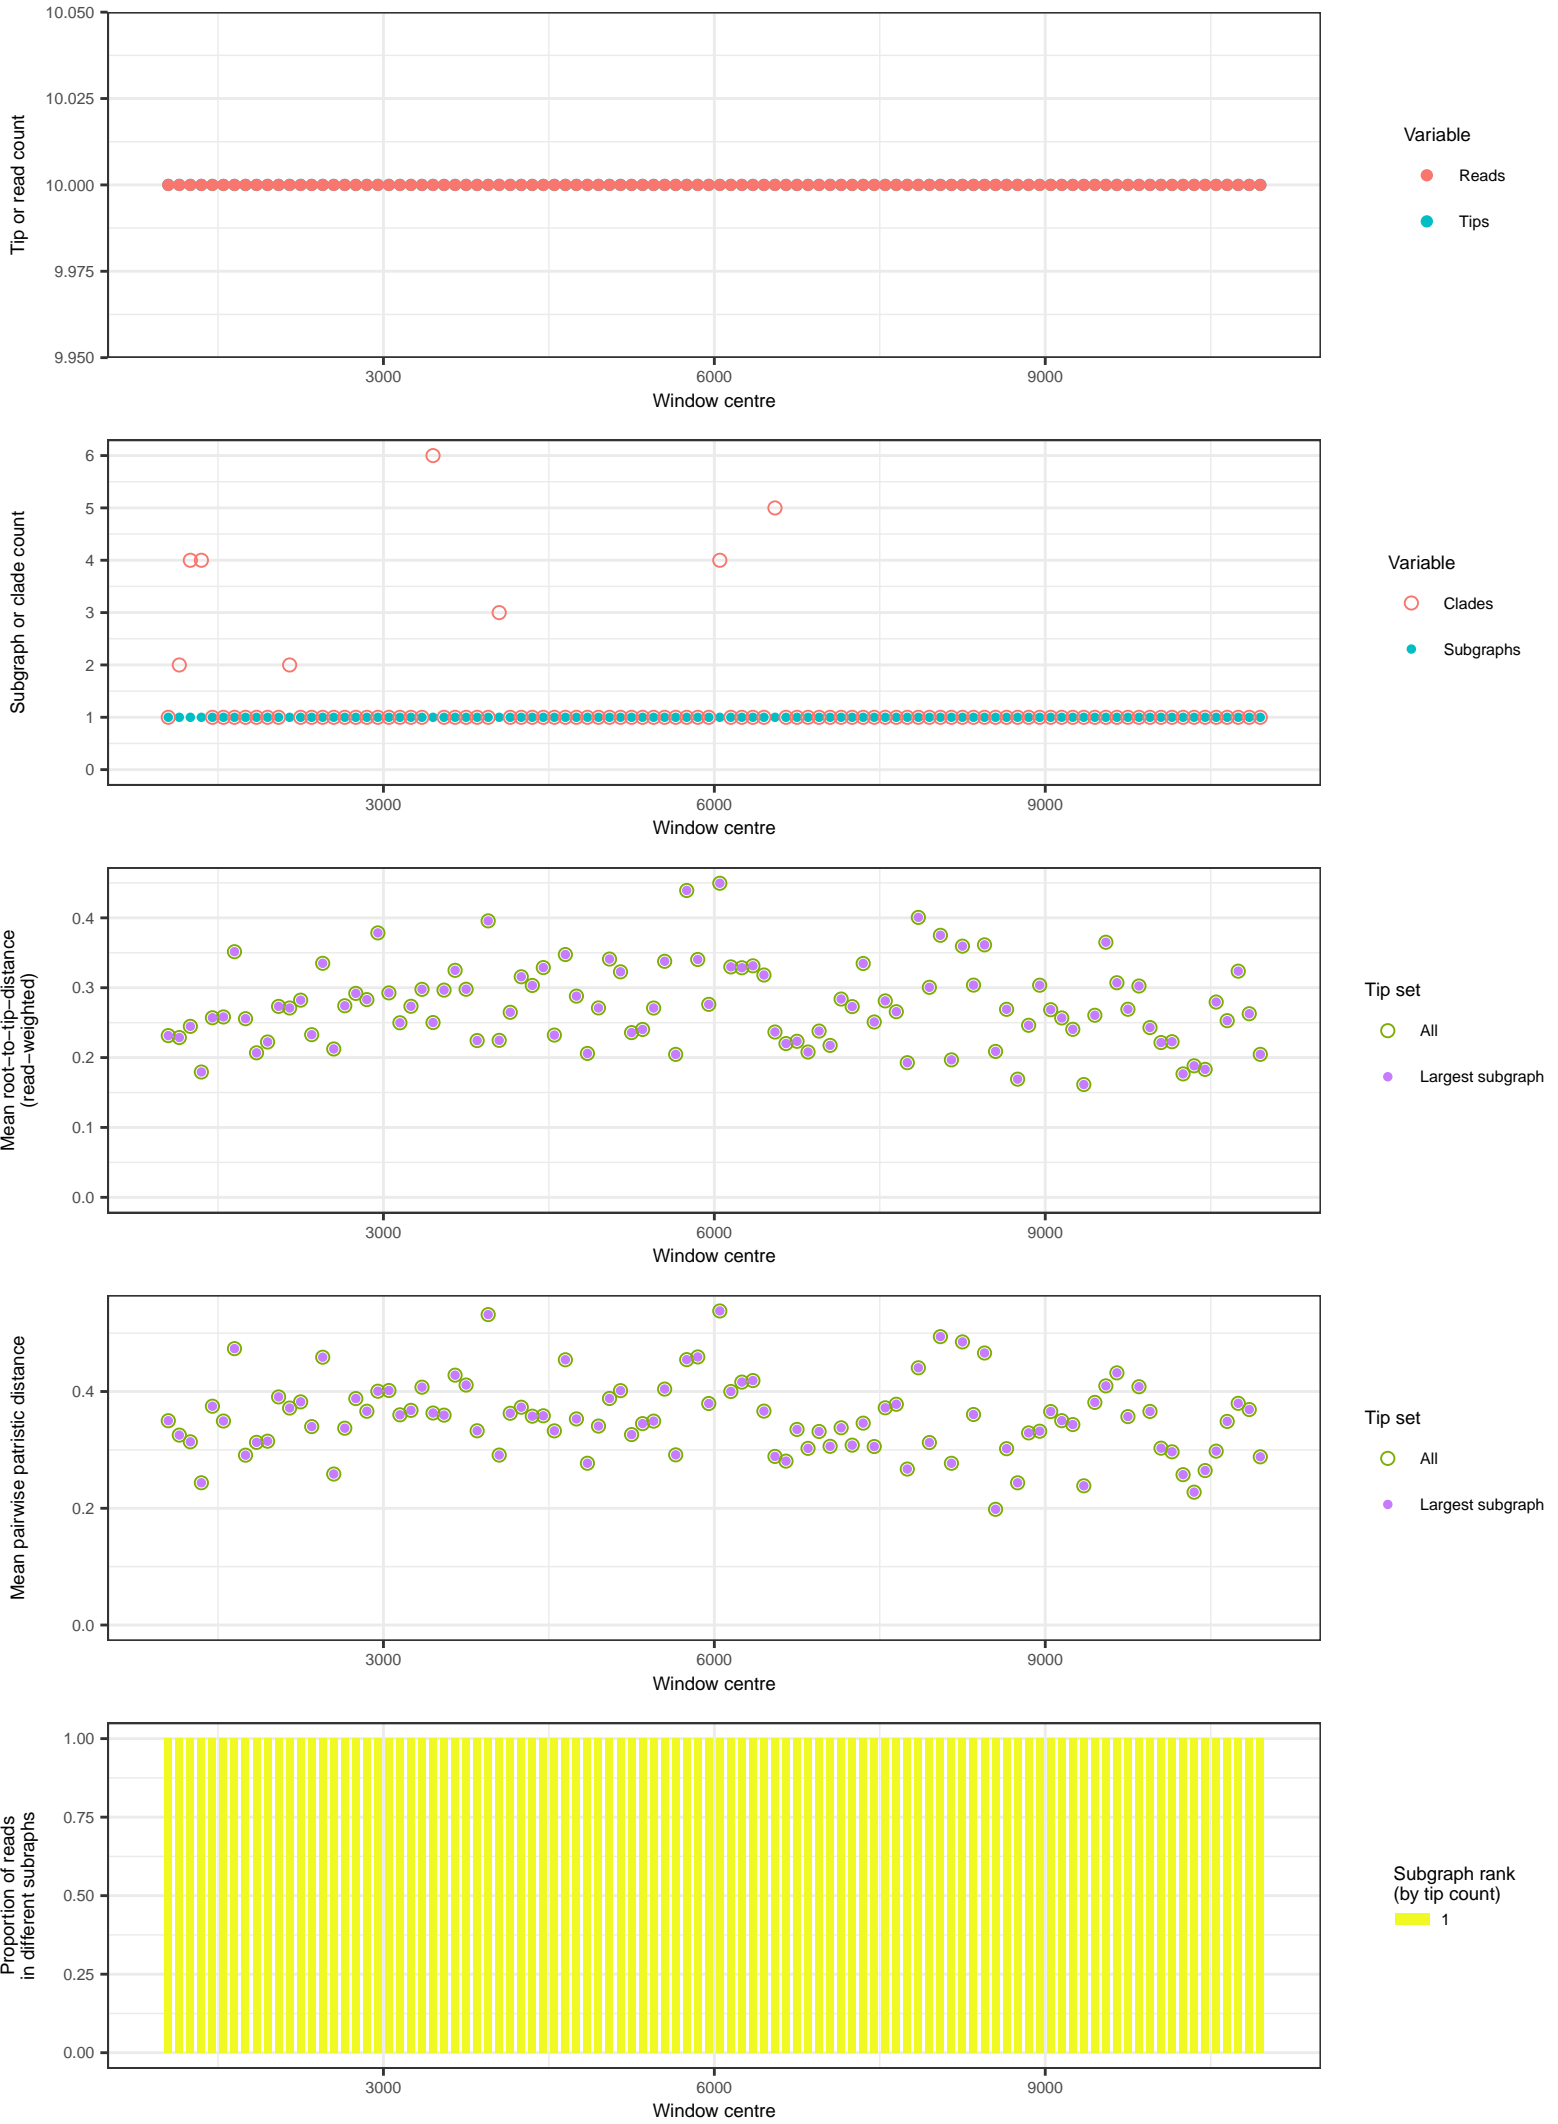 10.050
10.025
10.000
9.975
9.950
Tip or read count
3000 6000 9000
Window centre
Variable
Reads
Tips
6
5
4
3
2
1
0
Subgraph or clade count
3000 6000 9000
Window centre
Variable
Clades
Subgraphs
0.4
0.3
0.2
0.1
0.0
Mean root−to−tip−distance
(read−weighted)
3000 6000 9000
Window centre
Tip set
All
Largest subgraph
0.4
0.2
0.0
Mean pairwise patristic distance
3000 6000 9000
Window centre
Tip set
All
Largest subgraph
1.00
0.75
0.50
0.25
0.00
Proportion of reads
in different subraphs
3000 6000 9000
Window centre
Subgraph rank
(by tip count)
1